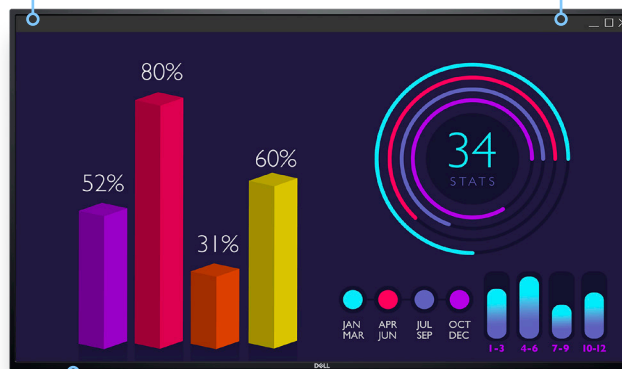 80%
60%
52%
31%
34
STATS
JAN
MAR
APR
JUN
JUL
SEP
OCT
DEC
1-3
4-6
7-9
10-12
DELL